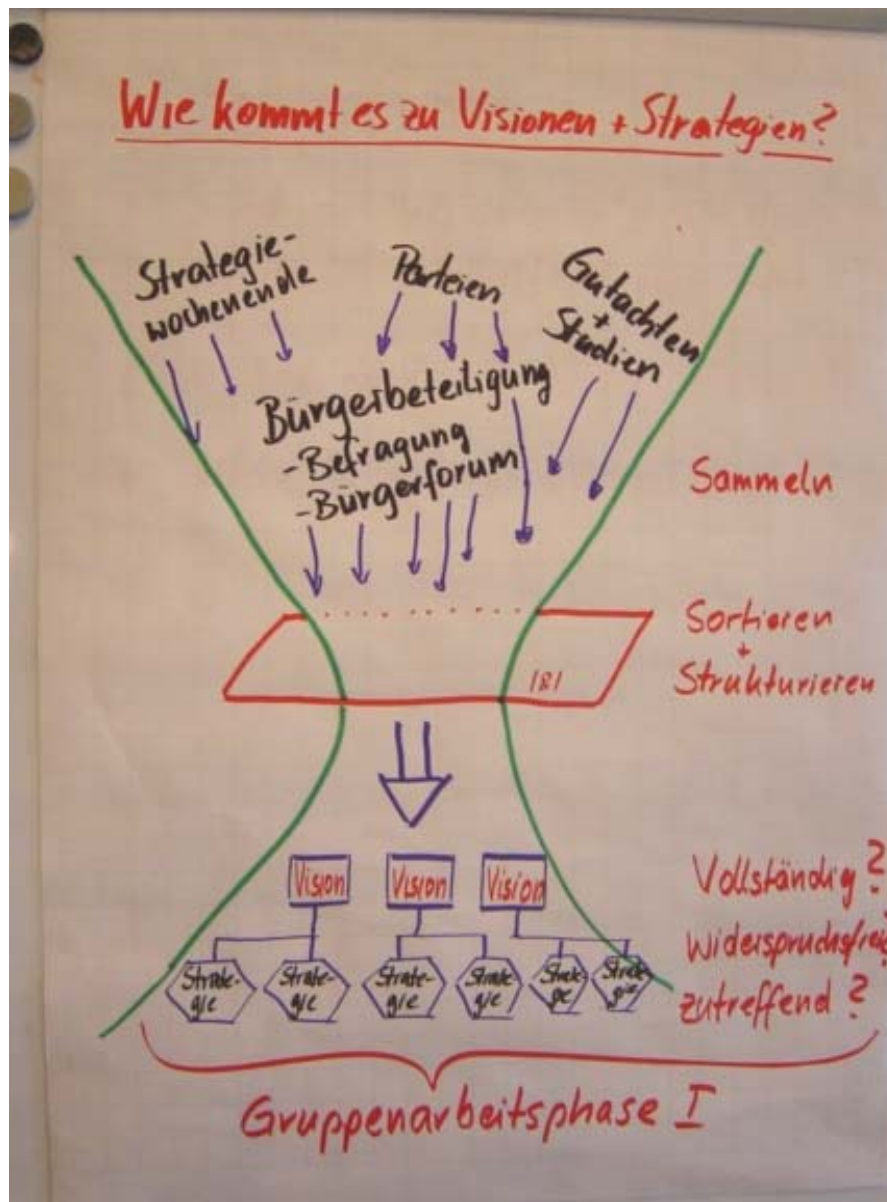 Wie kommt es zu Visionen + Strategien?
Strategie-
wochenende
Parteien
Gutachten
+
Studien
Bürgerbeteiligung
-Befragung
-Bürgerforum
Sammeln
Sortieren
+
Strukturieren
Vision
Vision
Vision
Strate-
gie
Strate-
gie
Strate-
gie
Strate-
gie
Strate-
gie
Strate-
gie
Vollständig?
Widerspruchsfrei?
zutreffend?
Gruppenarbeitsphase I